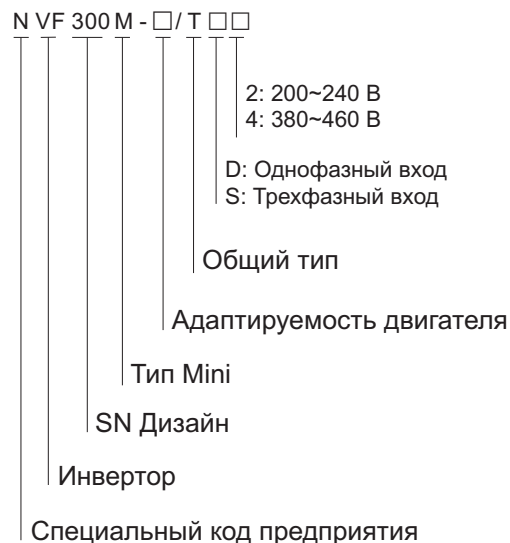 N VF 300 M - □/ T □ □
2: 200~240 В
4: 380~460 В
D: Однофазный вход
S: Трехфазный вход
Общий тип
Адаптируемость двигателя
Тип Mini
SN Дизайн
Инвертор
Специальный код предприятия